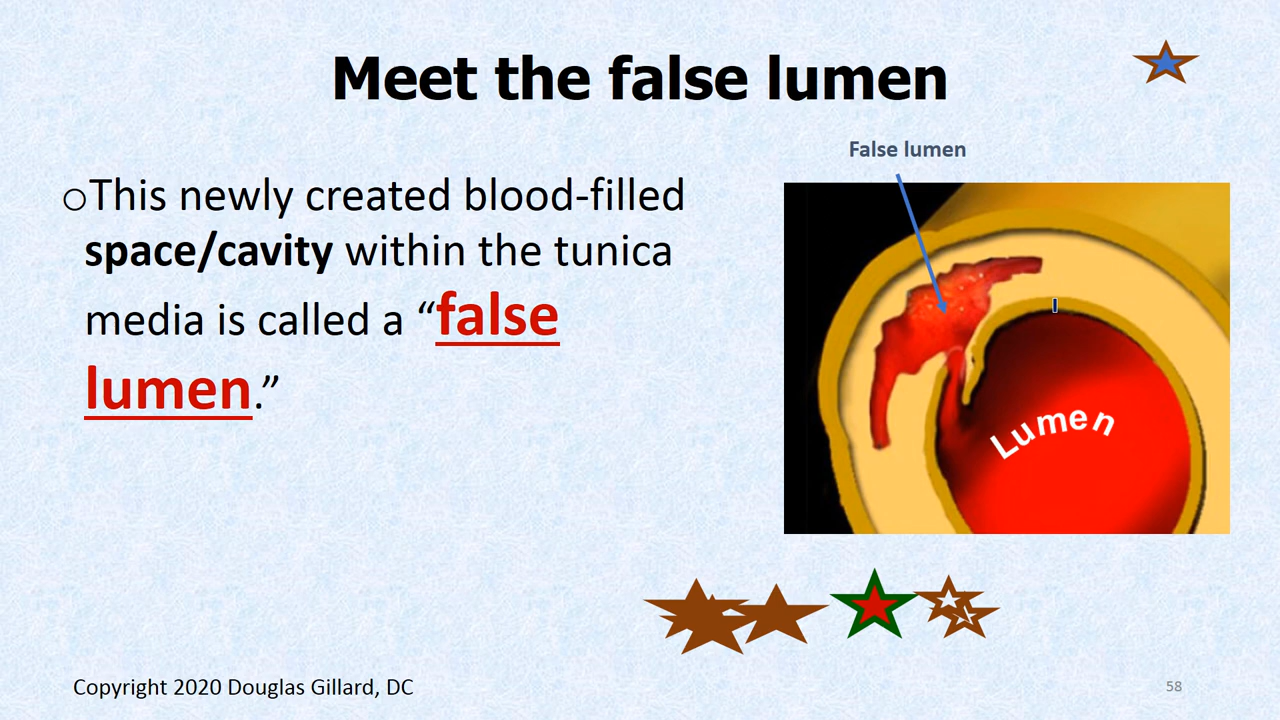 Meet the false lumen
False lumen
○This newly created blood-filled
space/cavity within the tunica
media is called a “false
lumen.”
I
Lumen
Copyright 2020 Douglas Gillard, DC
58